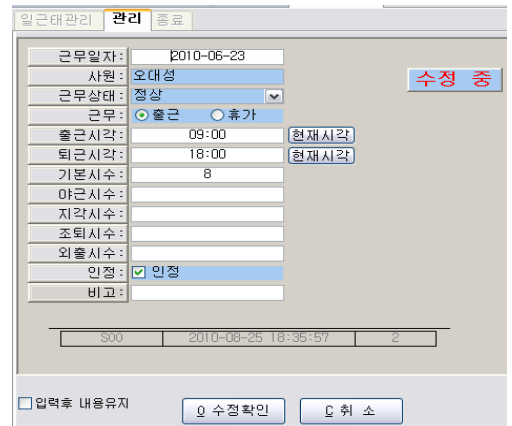 일근태관리 관리 종료
근무일자: 2010-06-23
사원: 오대성
수정 중
근무상태: 정상
근무: 출근 휴가
출근시각: 09:00 현재시각
퇴근시각: 18:00 현재시각
기본시수: 8
야근시수:
지각시수:
조퇴시수:
외출시수:
인정: 인정
비고:
S00 2010-08-25 18:35:57 2
입력후 내용유지 O 수정확인 C 취 소